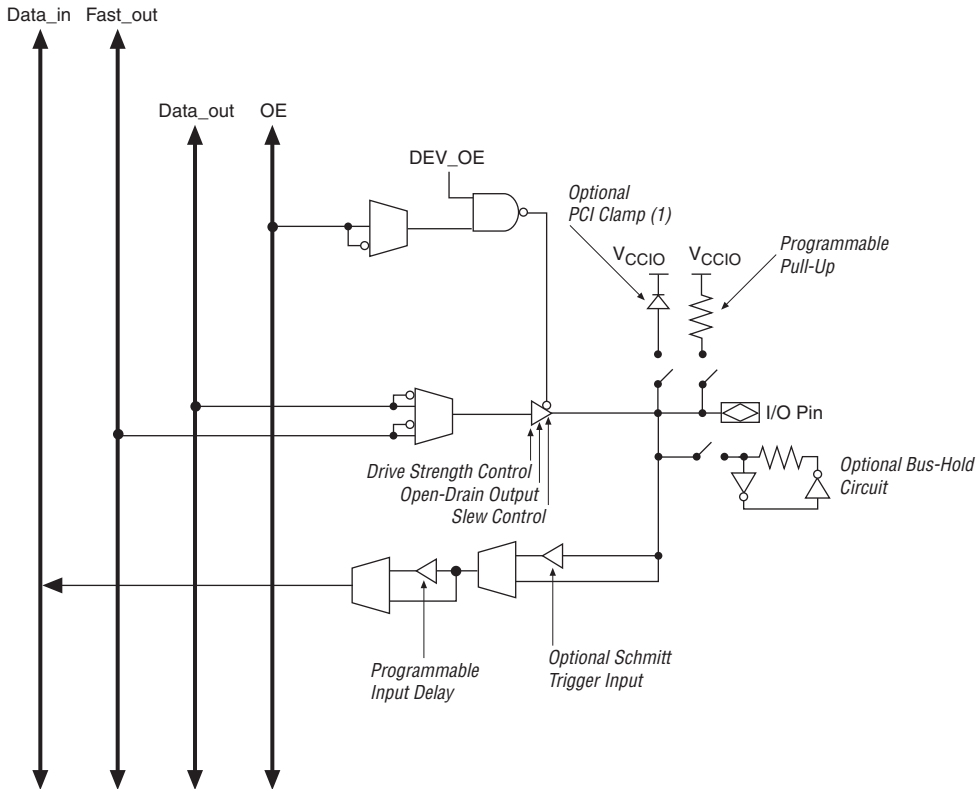 Data_in Fast_out
Data_out OE
DEV_OE
Optional
PCI Clamp (1)
VCCIO VCCIO
Programmable
Pull-Up
I/O Pin
Drive Strength Control
Open-Drain Output
Slew Control
Optional Bus-Hold
Circuit
Programmable
Input Delay
Optional Schmitt
Trigger Input